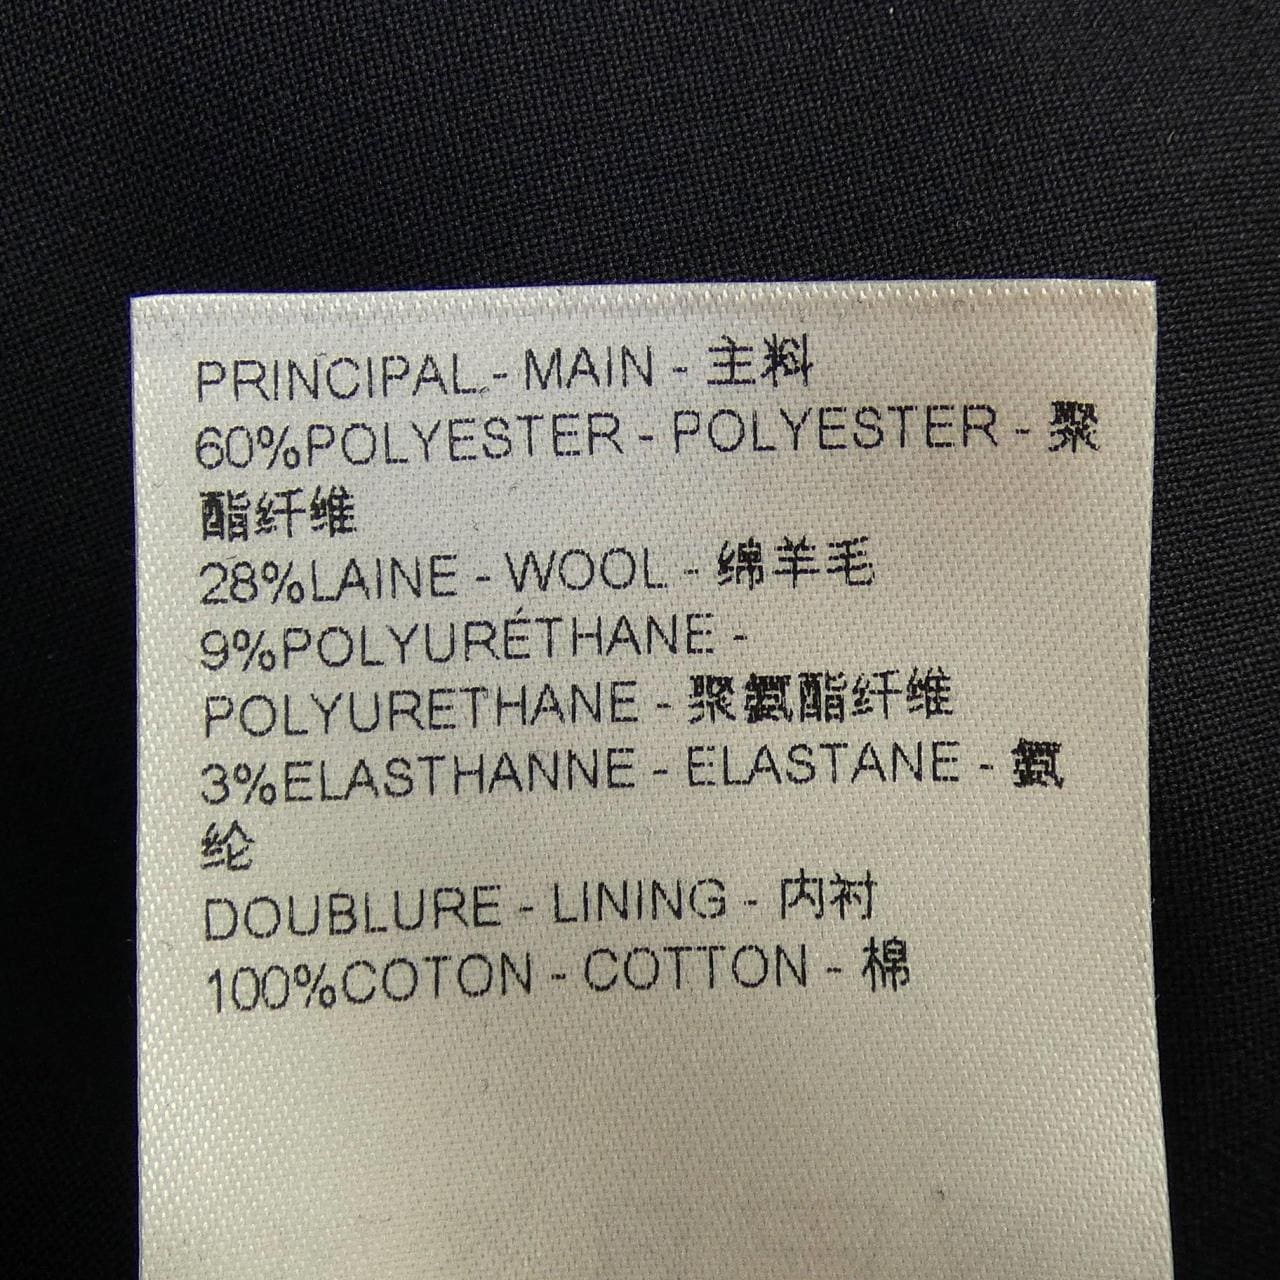 PRINCIPAL - MAIN - 主料
60%POLYESTER - POLYESTER - 聚
酯纤维
28%LAINE - WOOL - 绵羊毛
9%POLYURÉTHANE -
POLYURETHANE - 聚氨酯纤维
3%ELASTHANNE - ELASTANE - 氨
纶
DOUBLURE - LINING - 内衬
100%COTON - COTTON - 棉